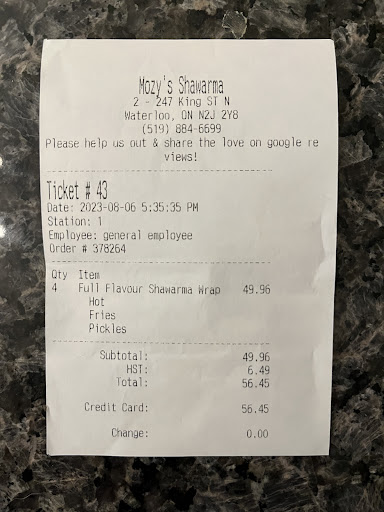 Mozy's Shawarma
2 - 247 King ST N
Waterloo, ON N2J 2Y8
(519) 884-6699
Please help us out & share the love on google re
views!
Ticket # 43
Date: 2023-08-06 5:35:35 PM
Station: 1
Employee: general employee
Order # 378264
Qty Item
4 Full Flavour Shawarma Wrap 49.96
Hot
Fries
Pickles
Subtotal: 49.96
HST: 6.49
Total: 56.45
Credit Card: 56.45
Change: 0.00